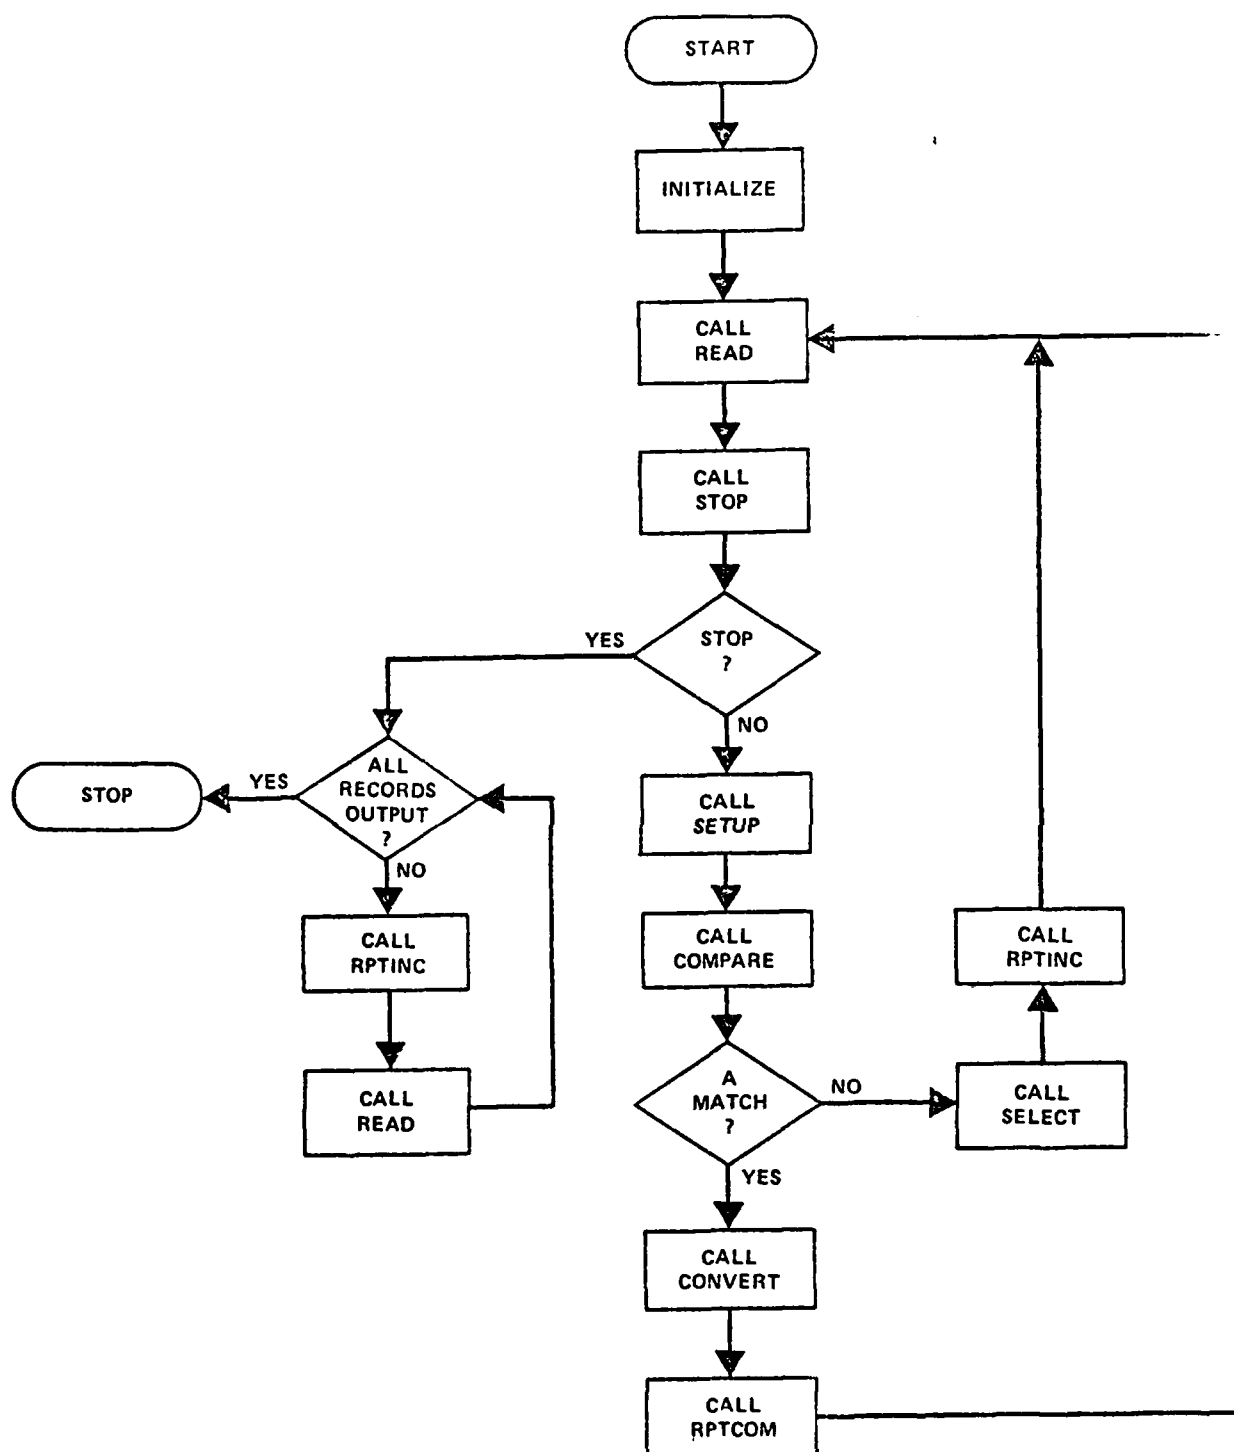 START
INITIALIZE
CALL
READ
CALL
STOP
STOP
?
YES
NO
ALL
RECORDS
OUTPUT
?
YES
STOP
NO
CALL
RPTINC
CALL
READ
CALL
SETUP
CALL
COMPARE
A
MATCH
?
NO
CALL
SELECT
CALL
RPTINC
YES
CALL
CONVERT
CALL
RPTCOM